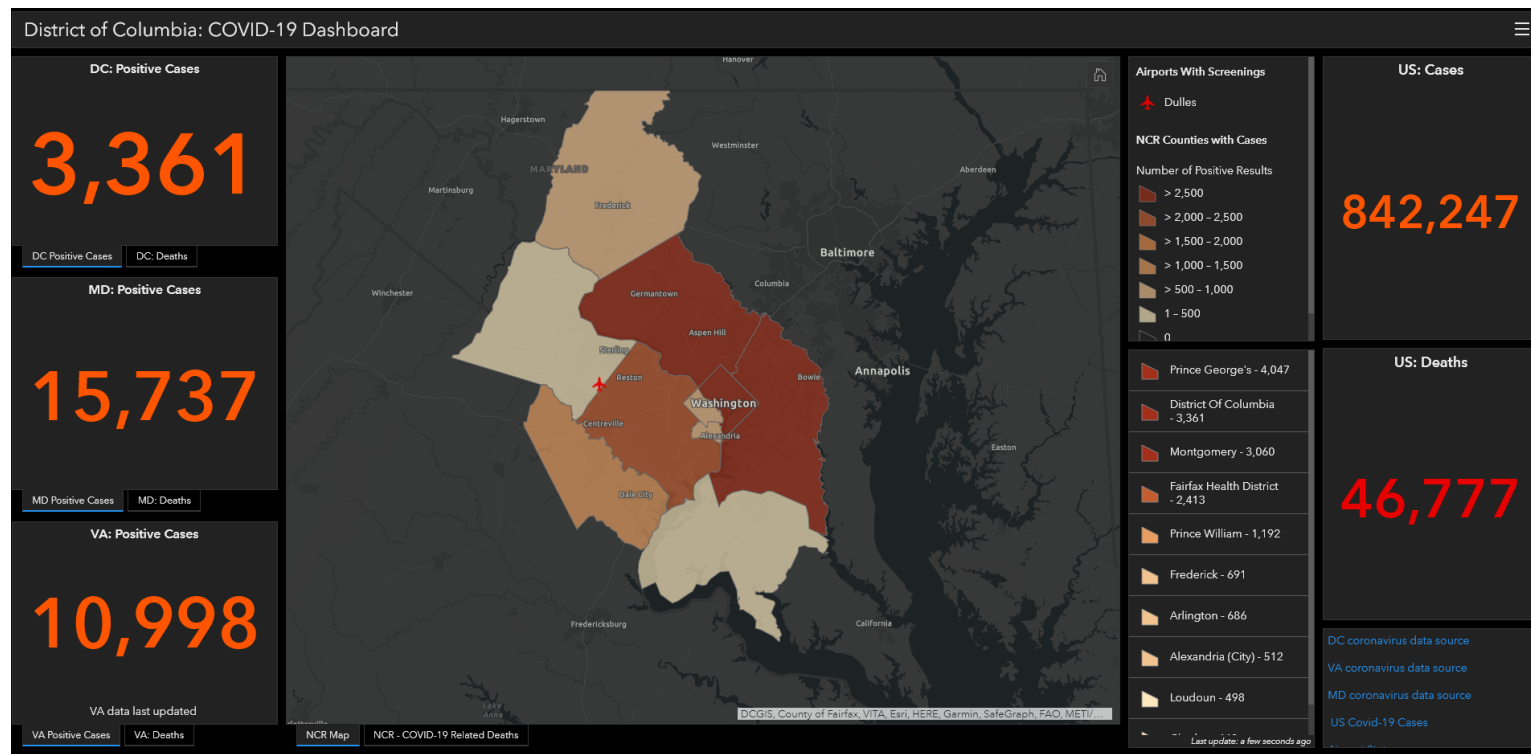 District of Columbia: COVID-19 Dashboard
DC: Positive Cases
3,361
DC Positive Cases
DC: Deaths
MD: Positive Cases
15,737
MD Positive Cases
MD: Deaths
VA: Positive Cases
10,998
VA data last updated
VA Positive Cases
VA: Deaths
Hanover
Hagerstown
Westminster
MARYLAND
Aberdeen
Martinsburg
Frederick
Baltimore
Winchester
Germantown
Columbia
Aspen Hill
Sterling
Reston
Bowie
Annapolis
Washington
Centreville
Alexandria
Easton
Dale City
Fredericksburg
California
Lake
Anna
DCGIS, County of Fairfax, VITA, Esri, HERE, Garmin, SafeGraph, FAO, METI/...
NCR Map
NCR - COVID-19 Related Deaths
Airports With Screenings
Dulles
NCR Counties with Cases
Number of Positive Results
> 2,500
> 2,000 – 2,500
> 1,500 – 2,000
> 1,000 – 1,500
> 500 – 1,000
1 – 500
0
Prince George's - 4,047
District Of Columbia
- 3,361
Montgomery - 3,060
Fairfax Health District
- 2,413
Prince William - 1,192
Frederick - 691
Arlington - 686
Alexandria (City) - 512
Loudoun - 498
Last update: a few seconds ago
US: Cases
842,247
US: Deaths
46,777
DC coronavirus data source
VA coronavirus data source
MD coronavirus data source
US Covid-19 Cases